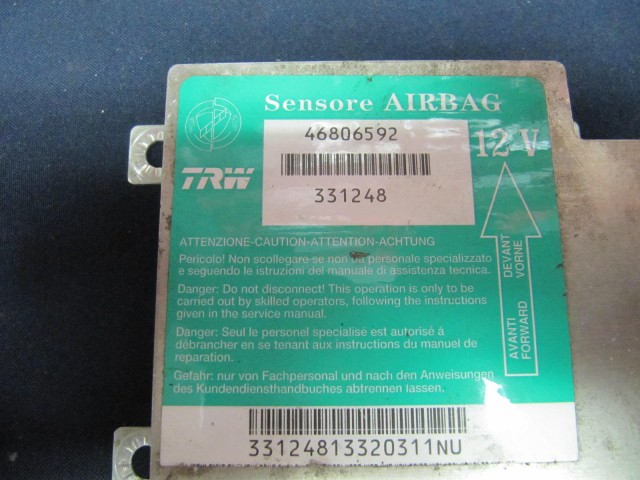 Sensore AIRBAG
46806592
12 V
TRW
331248
ATTENZIONE-CAUTION-ATTENTION-ACHTUNG
Pericolo! Non scollegare se non da personale specializzato
e seguendo le istruzioni del manuale di assistenza tecnica.
Danger: Do not disconnect! This operation is only to be
carried out by skilled operators, following the instructions
given in the service manual.
Danger: Seul le personel specialisé est autorisé à
débrancher en se tenant aux instructions du manuel de
reparation.
Gefahr: nur von Fachpersonal und nach den Anweisungen
des Kundendiensthandbuches abtrennen lassen.
AVANTI DEVANT
FORWARD VORNE
33124813320311NU